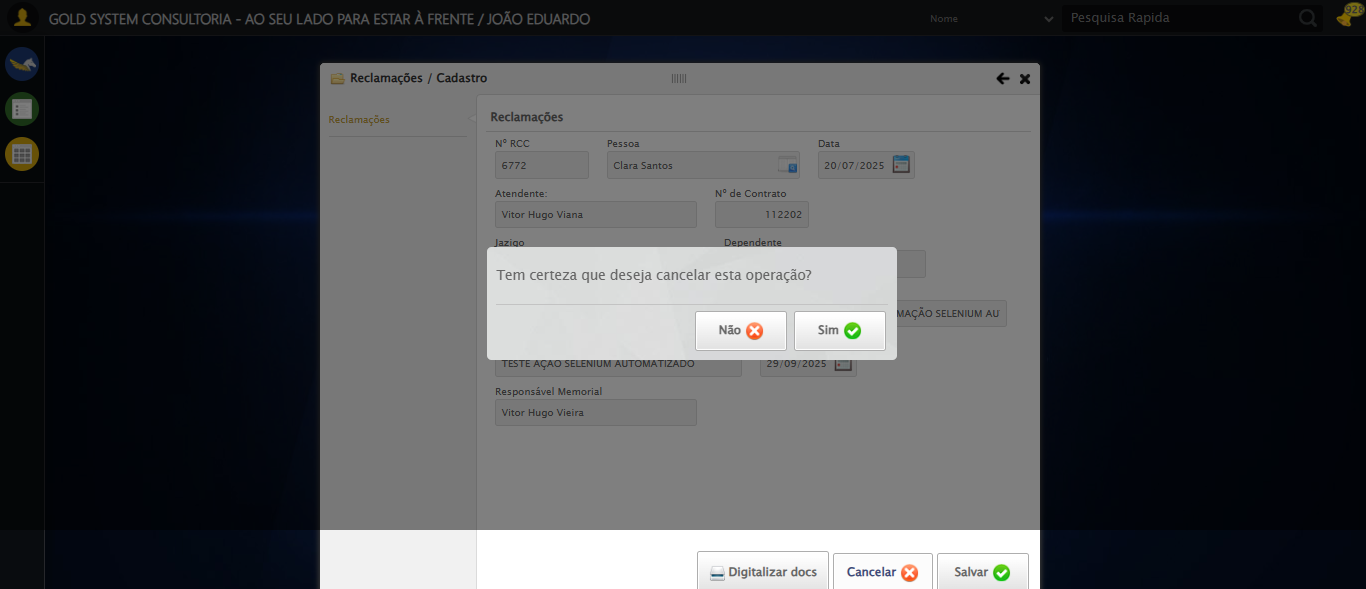 GOLD SYSTEM CONSULTORIA - AO SEU LADO PARA ESTAR À FRENTE / JOÃO EDUARDO
Nome
Pesquisa Rapida
928
Reclamações / Cadastro
Reclamações
Reclamações
Nº RCC Pessoa Data
6772 Clara Santos 20/07/2025
Atendente: Nº de Contrato
Vitor Hugo Viana 112202
Jazigo Dependente
Tem certeza que deseja cancelar esta operação?
MAÇÃO SELENIUM AU
Não Sim
TESTE AÇÃO SELENIUM AUTOMATIZADO 29/09/2025
Responsável Memorial
Vitor Hugo Vieira
Digitalizar docs Cancelar Salvar